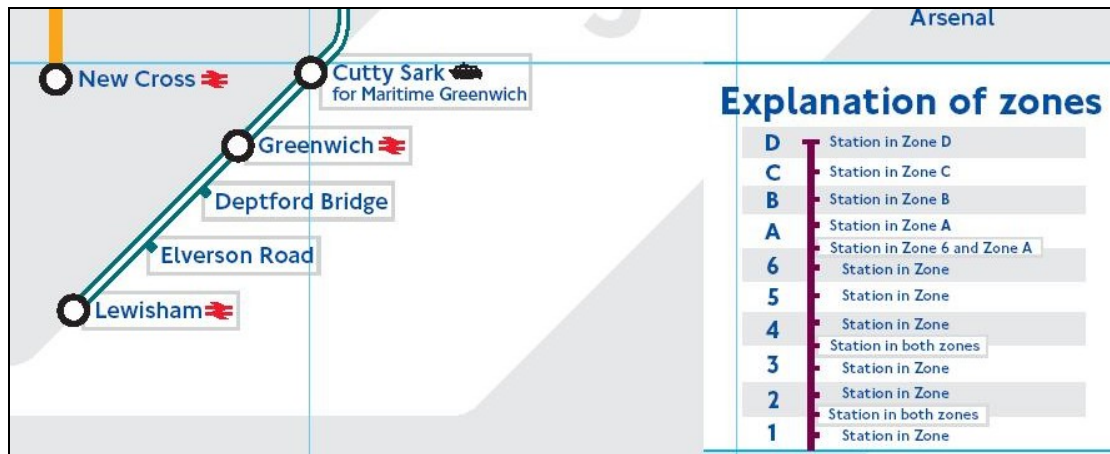 3
Arsenal
New Cross
Cutty Sark
for Maritime Greenwich
Greenwich
Deptford Bridge
Elverson Road
Lewisham
Explanation of zones
D Station in Zone D
C Station in Zone C
B Station in Zone B
A Station in Zone A
Station in Zone 6 and Zone A
6 Station in Zone
5 Station in Zone
4 Station in Zone
Station in both zones
3 Station in Zone
2 Station in Zone
Station in both zones
1 Station in Zone